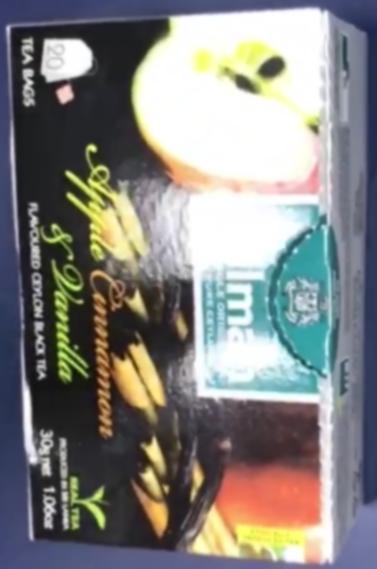 20
TEA BAGS
Apple Cinnamon
& Vanilla
FLAVOURED CEYLON BLACK TEA
ilmah
REAL TEA
PRODUCED IN SRI LANKA
30g net 1.06oz